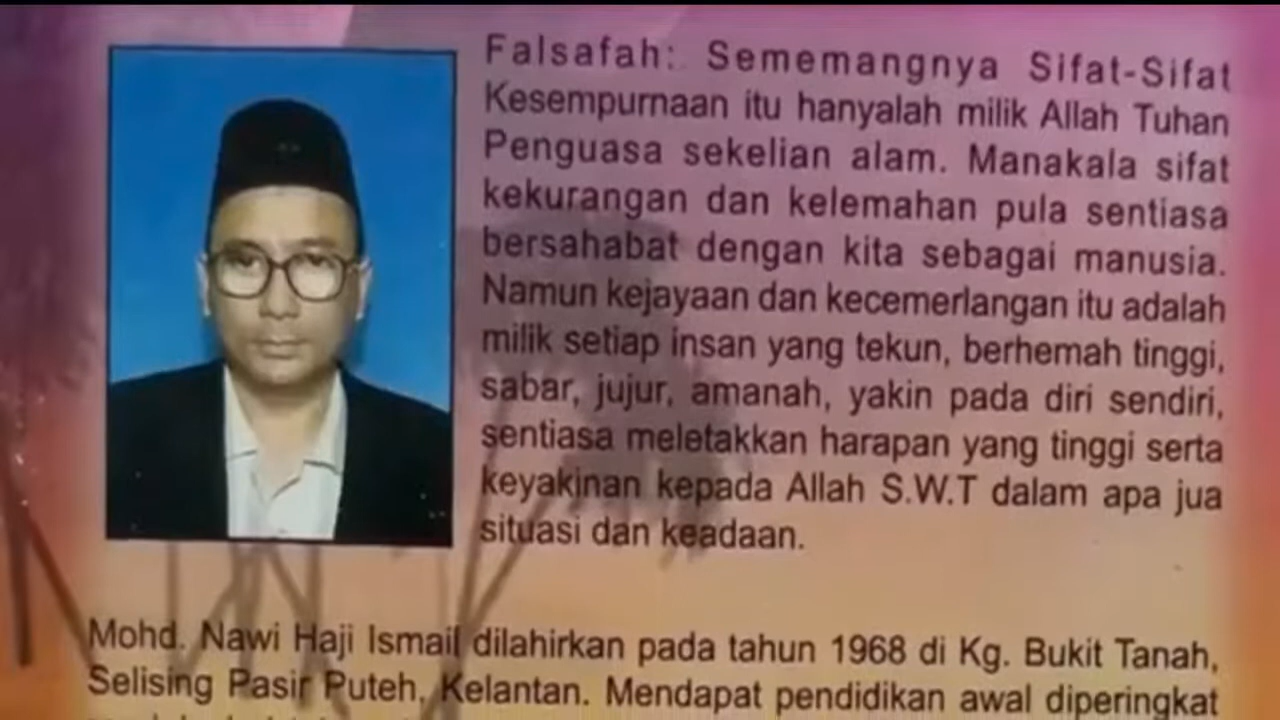 Falsafah: Sememangnya Sifat-Sifat
Kesempurnaan itu hanyalah milik Allah Tuhan
Penguasa sekelian alam. Manakala sifat
kekurangan dan kelemahan pula sentiasa
bersahabat dengan kita sebagai manusia.
Namun kejayaan dan kecemerlangan itu adalah
milik setiap insan yang tekun, berhemah tinggi,
sabar, jujur, amanah, yakin pada diri sendiri,
sentiasa meletakkan harapan yang tinggi serta
keyakinan kepada Allah S.W.T dalam apa jua
situasi dan keadaan.
Mohd. Nawi Haji Ismail dilahirkan pada tahun 1968 di Kg. Bukit Tanah,
Selising Pasir Puteh, Kelantan. Mendapat pendidikan awal diperingkat